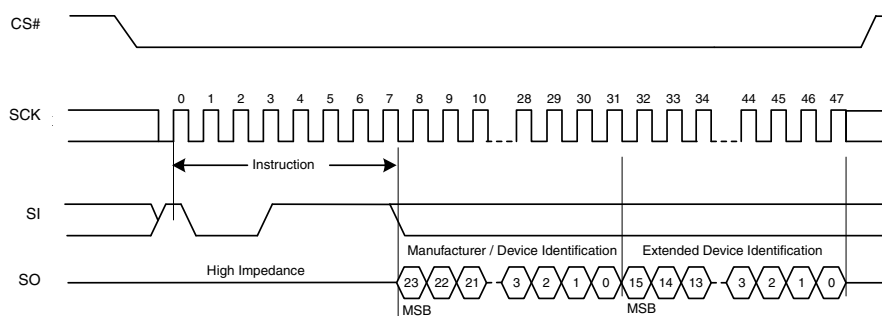 CS#
SCK
0 1 2 3 4 5 6 7 8 9 10 28 29 30 31 32 33 34 44 45 46 47
Instruction
SI
Manufacturer / Device Identification Extended Device Identification
High Impedance
SO
23 22 21 3 2 1 0 15 14 13 3 2 1 0
MSB MSB